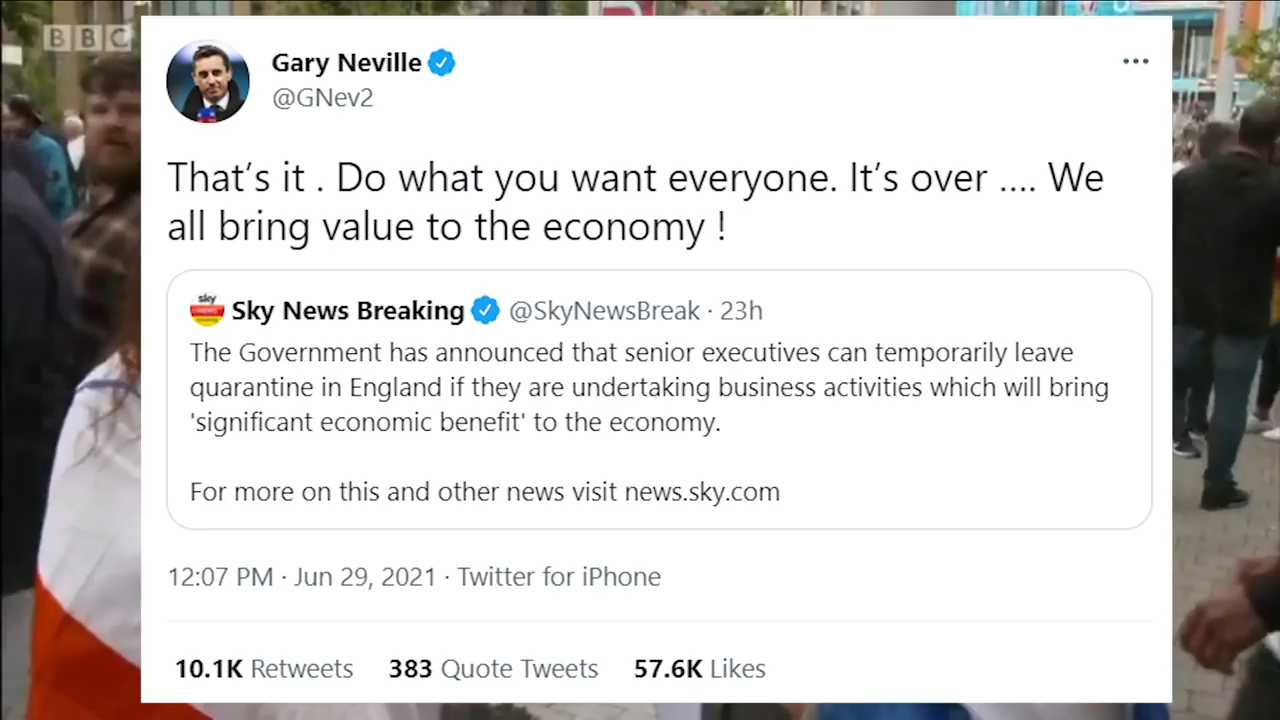 BBC
Gary Neville
@GNev2
That’s it . Do what you want everyone. It’s over .... We
all bring value to the economy !
sky
Sky News Breaking @SkyNewsBreak · 23h
The Government has announced that senior executives can temporarily leave
quarantine in England if they are undertaking business activities which will bring
'significant economic benefit' to the economy.
For more on this and other news visit news.sky.com
12:07 PM · Jun 29, 2021 · Twitter for iPhone
10.1K Retweets 383 Quote Tweets 57.6K Likes